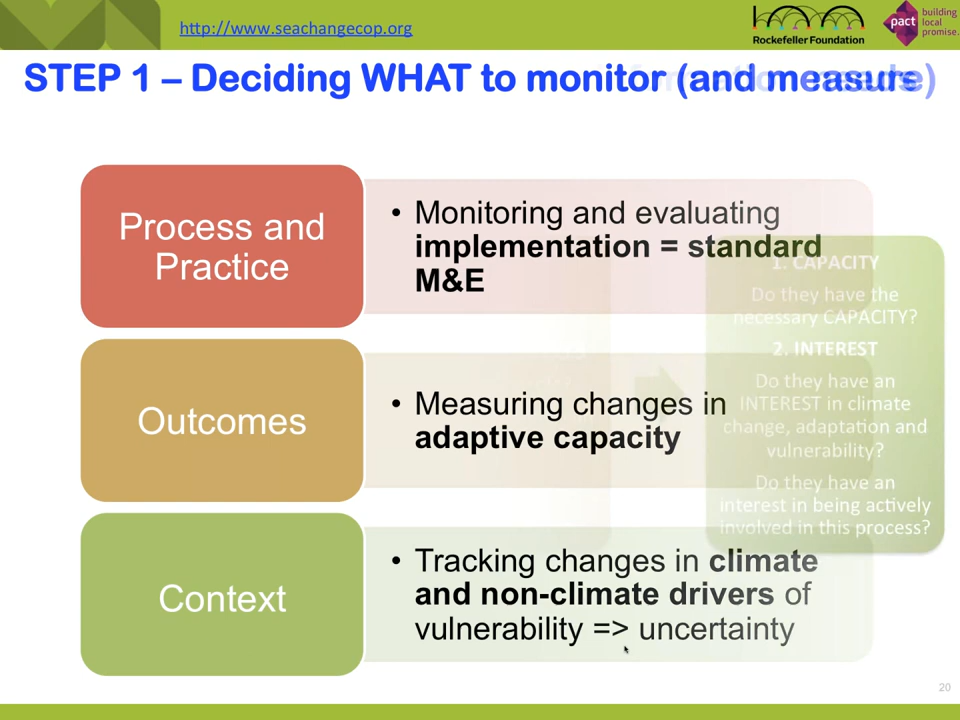 http://www.seachangecop.org
Rockefeller Foundation
pact
building
local
promise.
STEP 1 – Deciding WHAT to monitor (and measure)
Process and
Practice
• Monitoring and evaluating
implementation = standard
M&E
Outcomes
• Measuring changes in
adaptive capacity
Context
• Tracking changes in climate
and non-climate drivers of
vulnerability => uncertainty
1. CAPACITY
Do they have the
necessary CAPACITY?
2. INTEREST
Do they have an
INTEREST in climate
change, adaptation and
vulnerability?
Do they have an
interest in being actively
involved in this process?
20